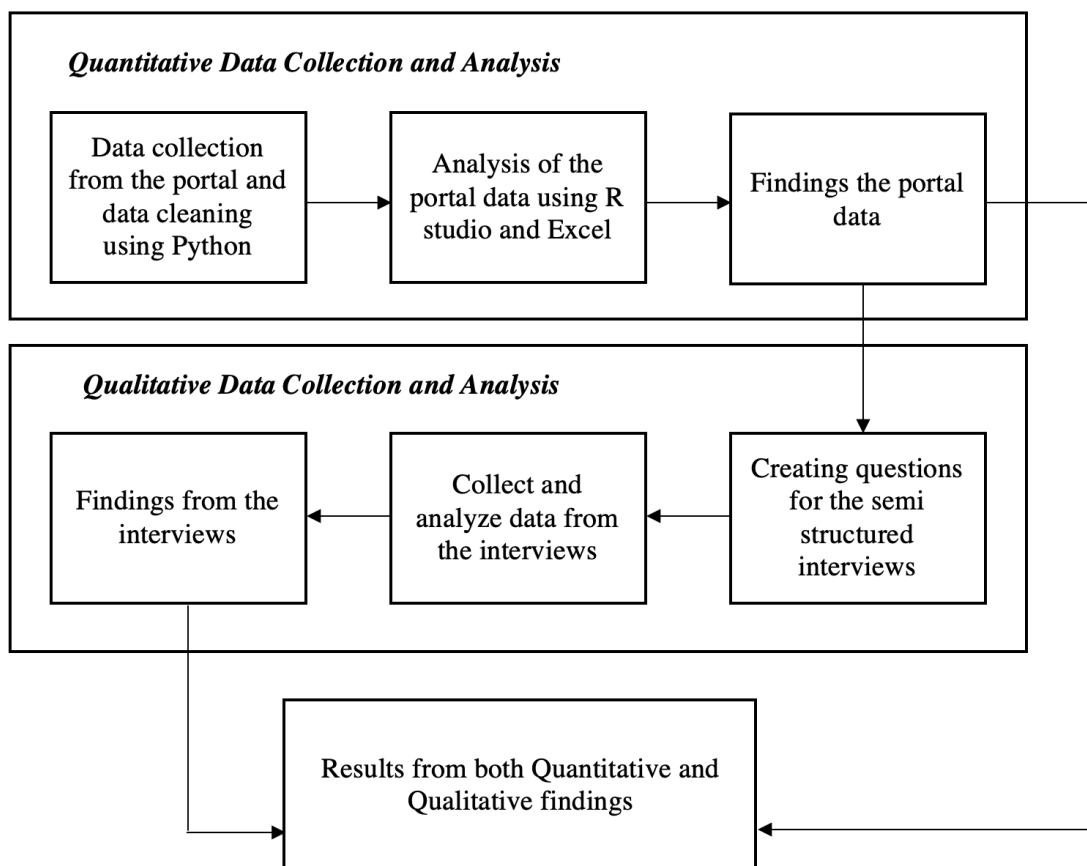 Quantitative Data Collection and Analysis
Data collection
from the portal and
data cleaning
using Python
Analysis of the
portal data using R
studio and Excel
Findings the portal
data
Qualitative Data Collection and Analysis
Findings from the
interviews
Collect and
analyze data from
the interviews
Creating questions
for the semi
structured
interviews
Results from both Quantitative and
Qualitative findings